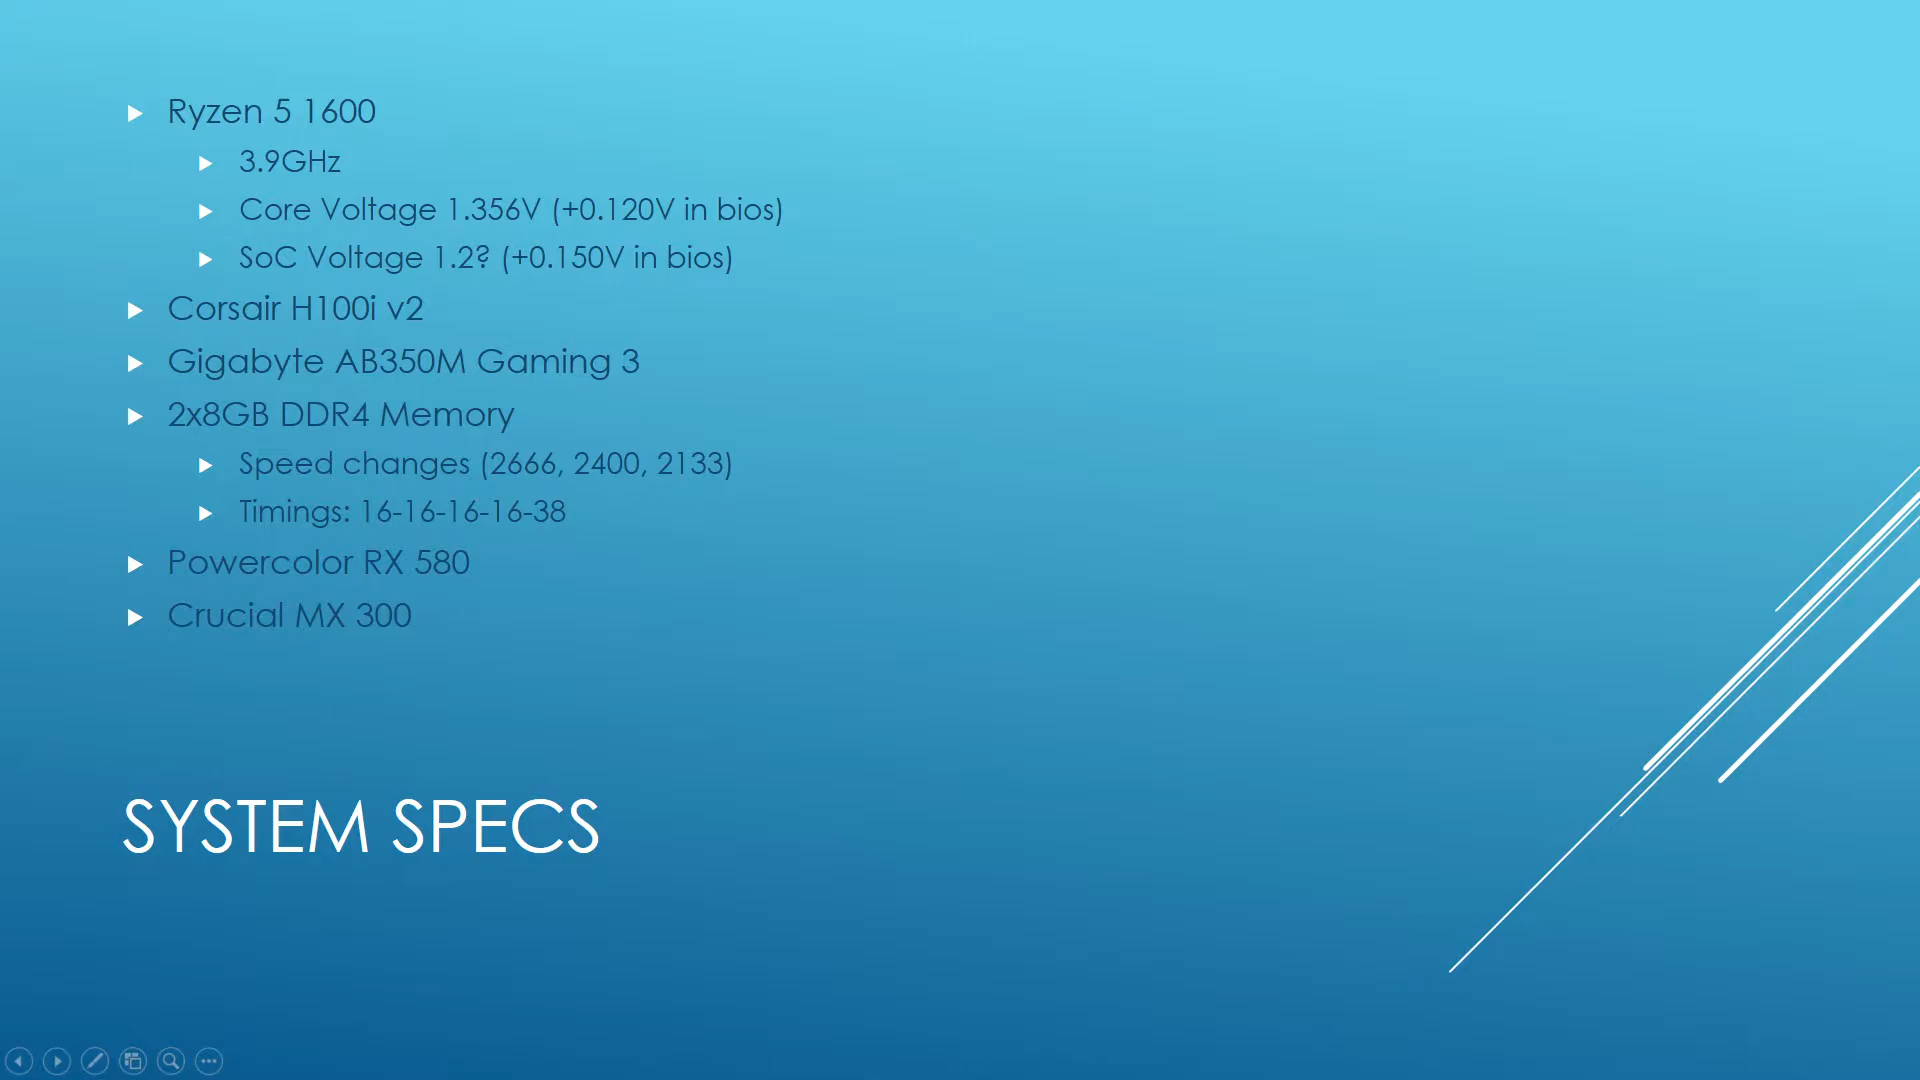 Ryzen 5 1600
3.9GHz
Core Voltage 1.356V (+0.120V in bios)
SoC Voltage 1.2? (+0.150V in bios)
Corsair H100i v2
Gigabyte AB350M Gaming 3
2x8GB DDR4 Memory
Speed changes (2666, 2400, 2133)
Timings: 16-16-16-16-38
Powercolor RX 580
Crucial MX 300
SYSTEM SPECS